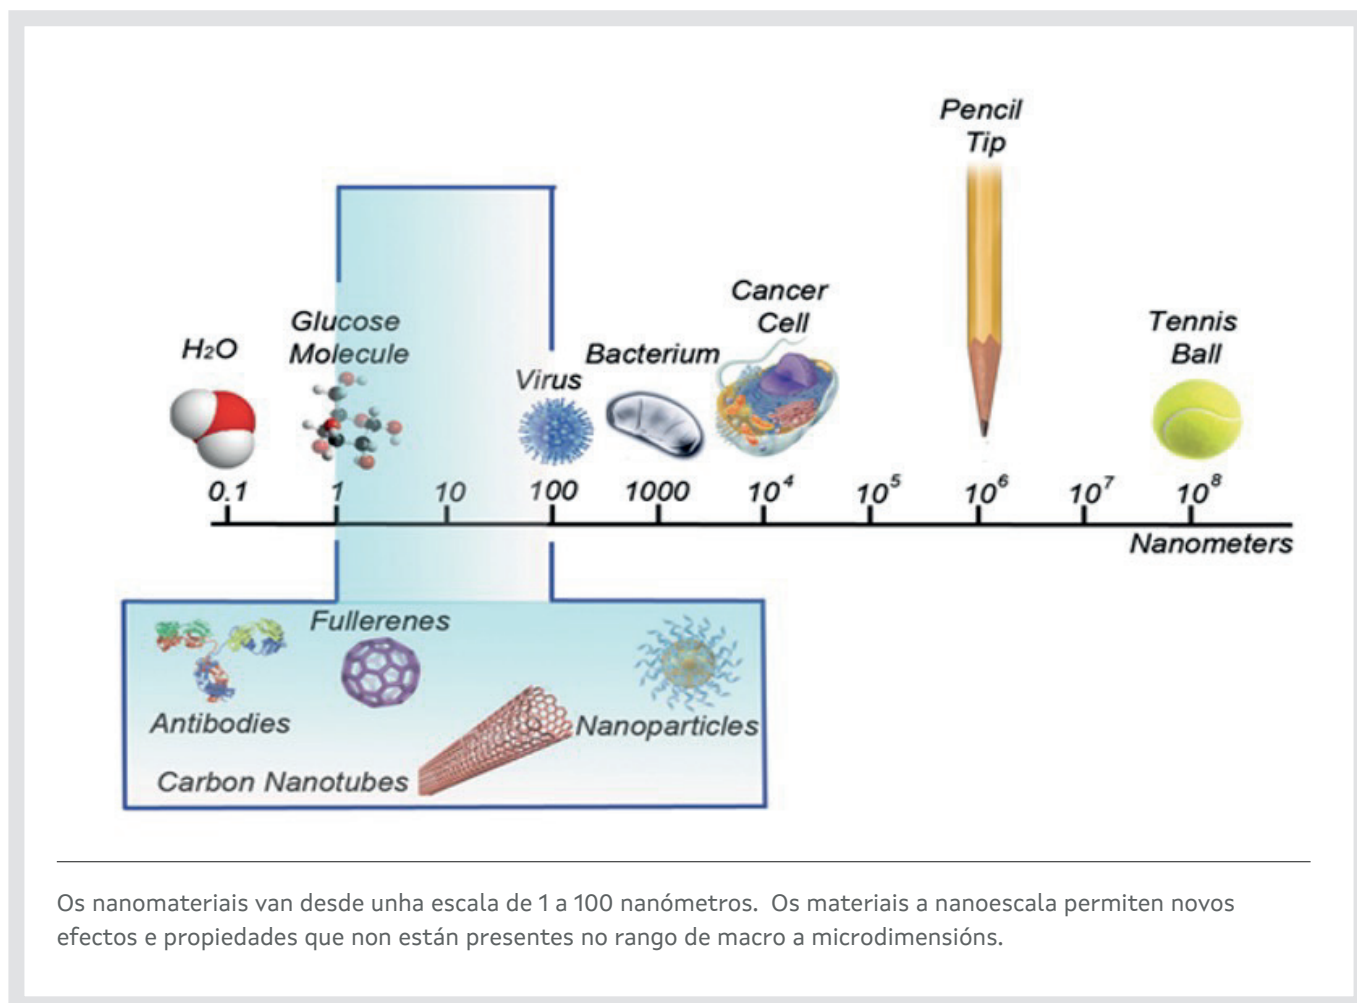 Pencil
Tip
Cancer
Cell
Glucose
Molecule
Tennis
Ball
H₂O
Bacterium
Virus
0.1 1 10 100 1000 10⁴ 10⁵ 10⁶ 10⁷ 10⁸
Nanometers
Fullerenes
Antibodies
Nanoparticles
Carbon Nanotubes
Os nanomateriais van desde unha escala de 1 a 100 nanómetros. Os materiais a nanoescala permiten novos
efectos e propiedades que non están presentes no rango de macro a microdimensións.